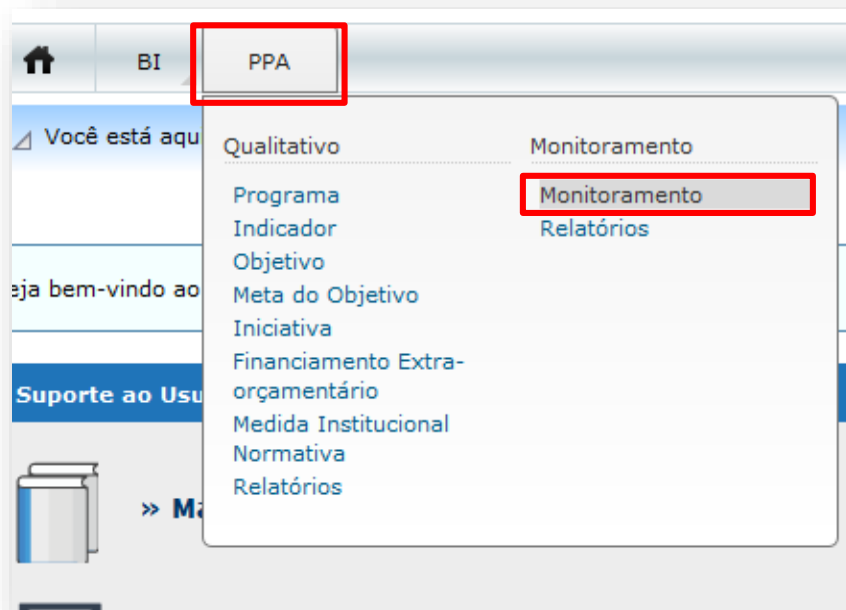 BI PPA
Você está aqu
Qualitativo Monitoramento
Programa Monitoramento
Indicador Relatórios
Objetivo
eja bem-vindo ao
Meta do Objetivo
Iniciativa
Financiamento Extra-
orçamentário
Suporte ao Usu
Medida Institucional
Normativa
Relatórios
» Ma